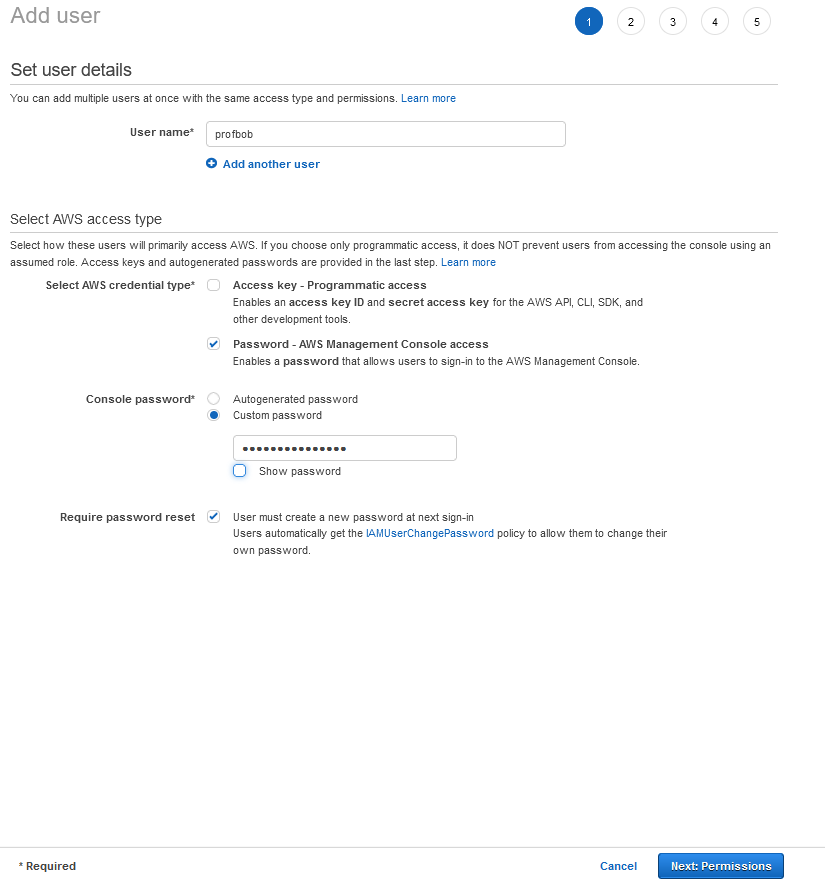 Add user
1 2 3 4 5
Set user details
You can add multiple users at once with the same access type and permissions. Learn more
User name* profbob
Add another user
Select AWS access type
Select how these users will primarily access AWS. If you choose only programmatic access, it does NOT prevent users from accessing the console using an
assumed role. Access keys and autogenerated passwords are provided in the last step. Learn more
Select AWS credential type* Access key - Programmatic access
Enables an access key ID and secret access key for the AWS API, CLI, SDK, and
other development tools.
Password - AWS Management Console access
Enables a password that allows users to sign-in to the AWS Management Console.
Console password* Autogenerated password
Custom password
•••••••••••••••
Show password
Require password reset User must create a new password at next sign-in
Users automatically get the IAMUserChangePassword policy to allow them to change their
own password.
* Required Cancel Next: Permissions